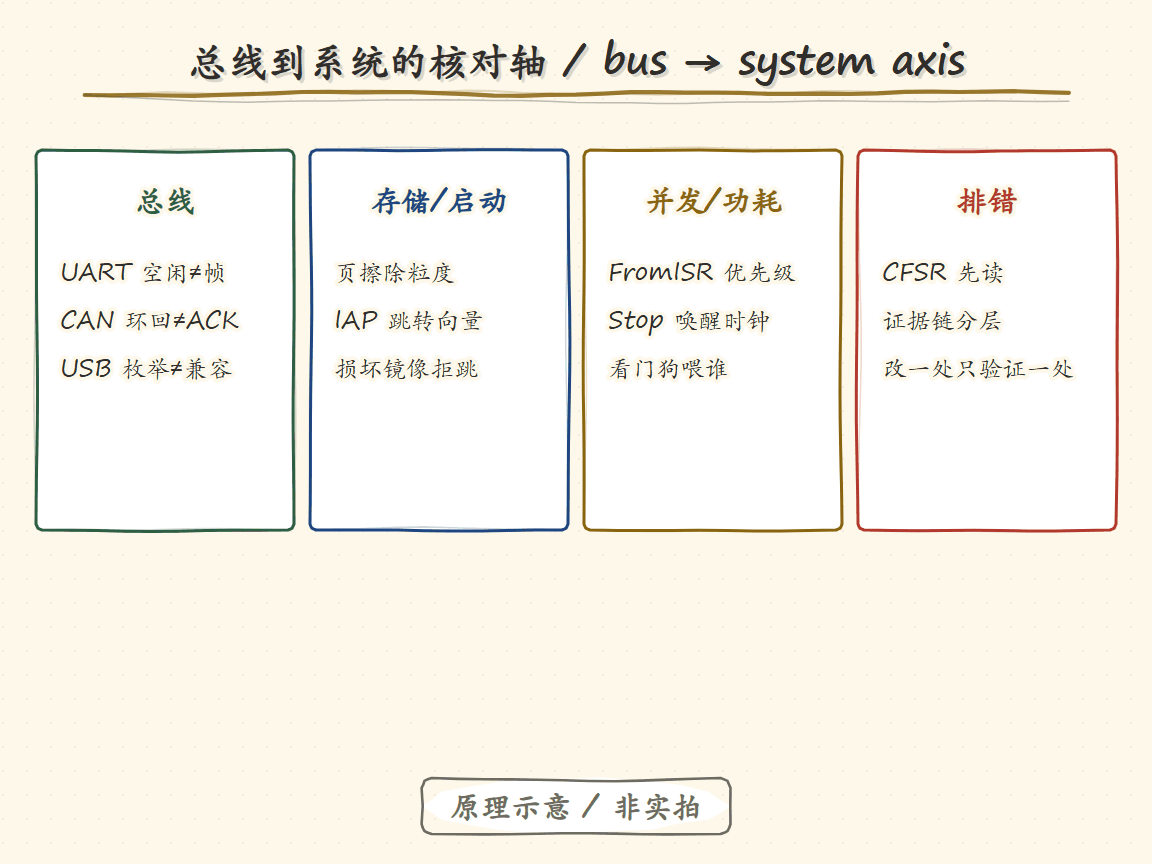 总线到系统的核对轴 / bus → system axis
总线
UART 空闲≠帧
CAN 环回≠ACK
USB 枚举≠兼容
存储/启动
页擦除粒度
IAP 跳转向量
损坏镜像拒跳
并发/功耗
FromISR 优先级
Stop 唤醒时钟
看门狗喂谁
排错
CFSR 先读
证据链分层
改一处只验证一处
原理示意 / 非实拍